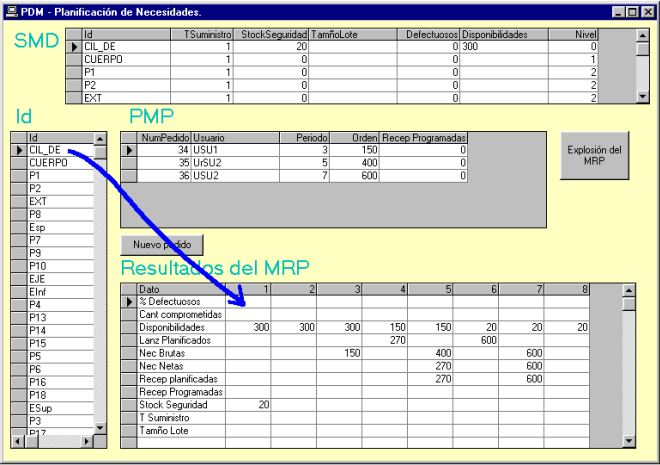 PDM - Planificación de Necesidades.
SMD
Id TSuministro StockSeguridad TamñoLote Defectuosos Disponibilidades Nivel
CIL_DE 1 20 0 300 0
CUERPO 1 0 0 1
P1 1 0 0 2
P2 1 0 0 2
EXT 1 0 0 2
Id PMP
Id
CIL_DE
CUERPO
P1
P2
EXT
P8
Esp
P7
P9
P10
EJE
EInf
P4
P13
P14
P15
P5
P6
P16
P18
ESup
P3
P17
NumPedido Usuario Periodo Orden Recep Programadas
34 USU1 3 150 0
35 UrSU2 5 400 0
36 USU2 7 600 0
Explosión del
MRP
Nuevo pedido
Resultados del MRP
Dato 1 2 3 4 5 6 7 8
% Defectuosos
Cant comprometidas
Disponibilidades 300 300 300 150 150 20 20 20
Lanz Planificados 270 600
Nec Brutas 150 400 600
Nec Netas 270 600
Recep planificadas 270 600
Recep Programadas
Stock Seguridad 20
T Suministro
Tamño Lote